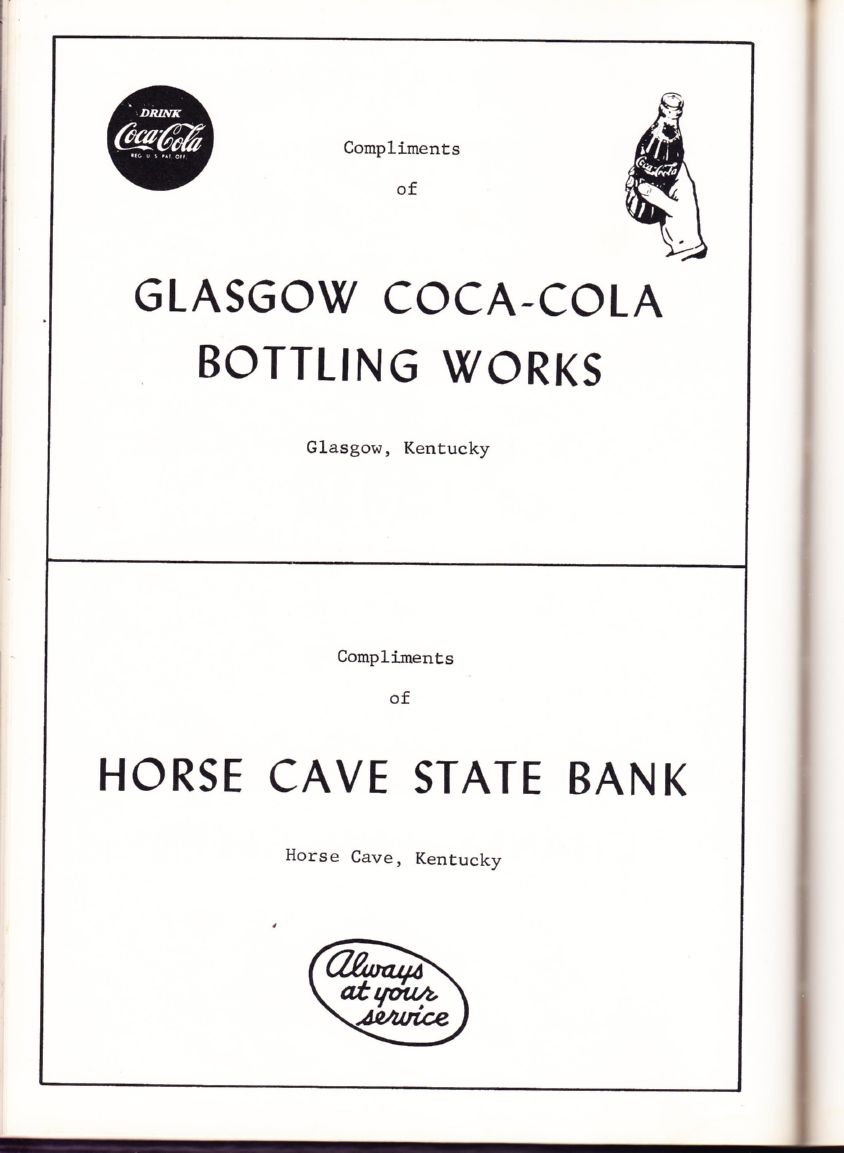 DRINK
Coca-Cola
REG. U. S. PAT. OFF.
Compliments
of
Coca-Cola
GLASGOW COCA-COLA
BOTTLING WORKS
Glasgow, Kentucky
Compliments
of
HORSE CAVE STATE BANK
Horse Cave, Kentucky
Always
at your
service